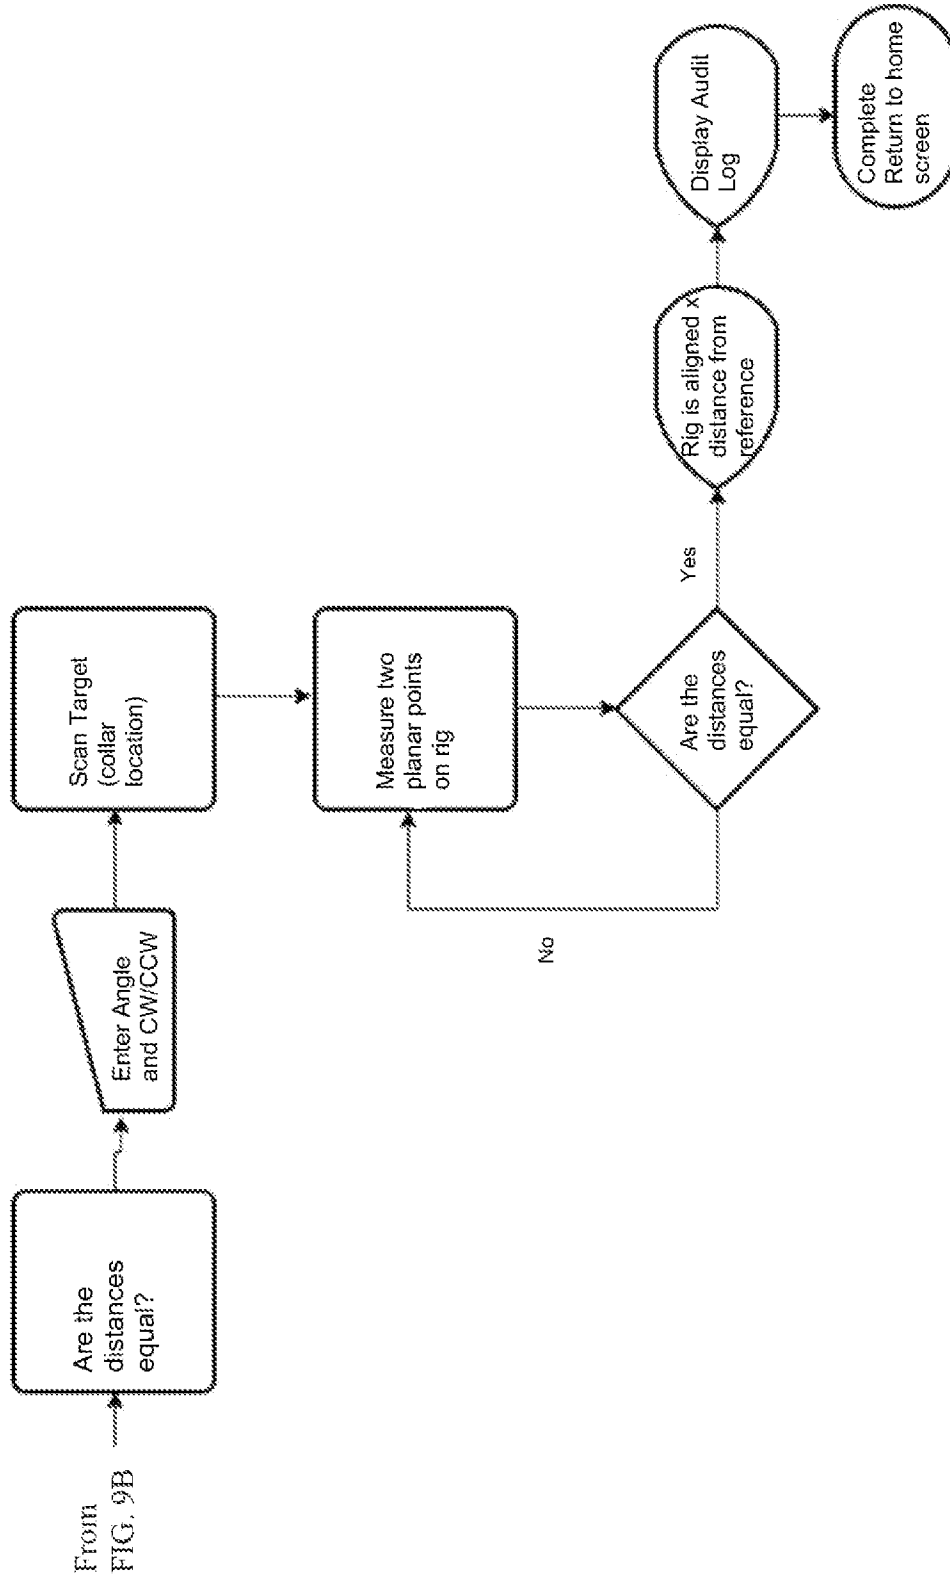 From
FIG. 9B
Are the
distances
equal?
Enter Angle
and CW/CCW
Scan Target
(collar
location)
Measure two
planar points
on rig
Are the
distances
equal?
No
Yes
Rig is aligned x
distance from
reference
Display Audit
Log
Complete
Return to home
screen